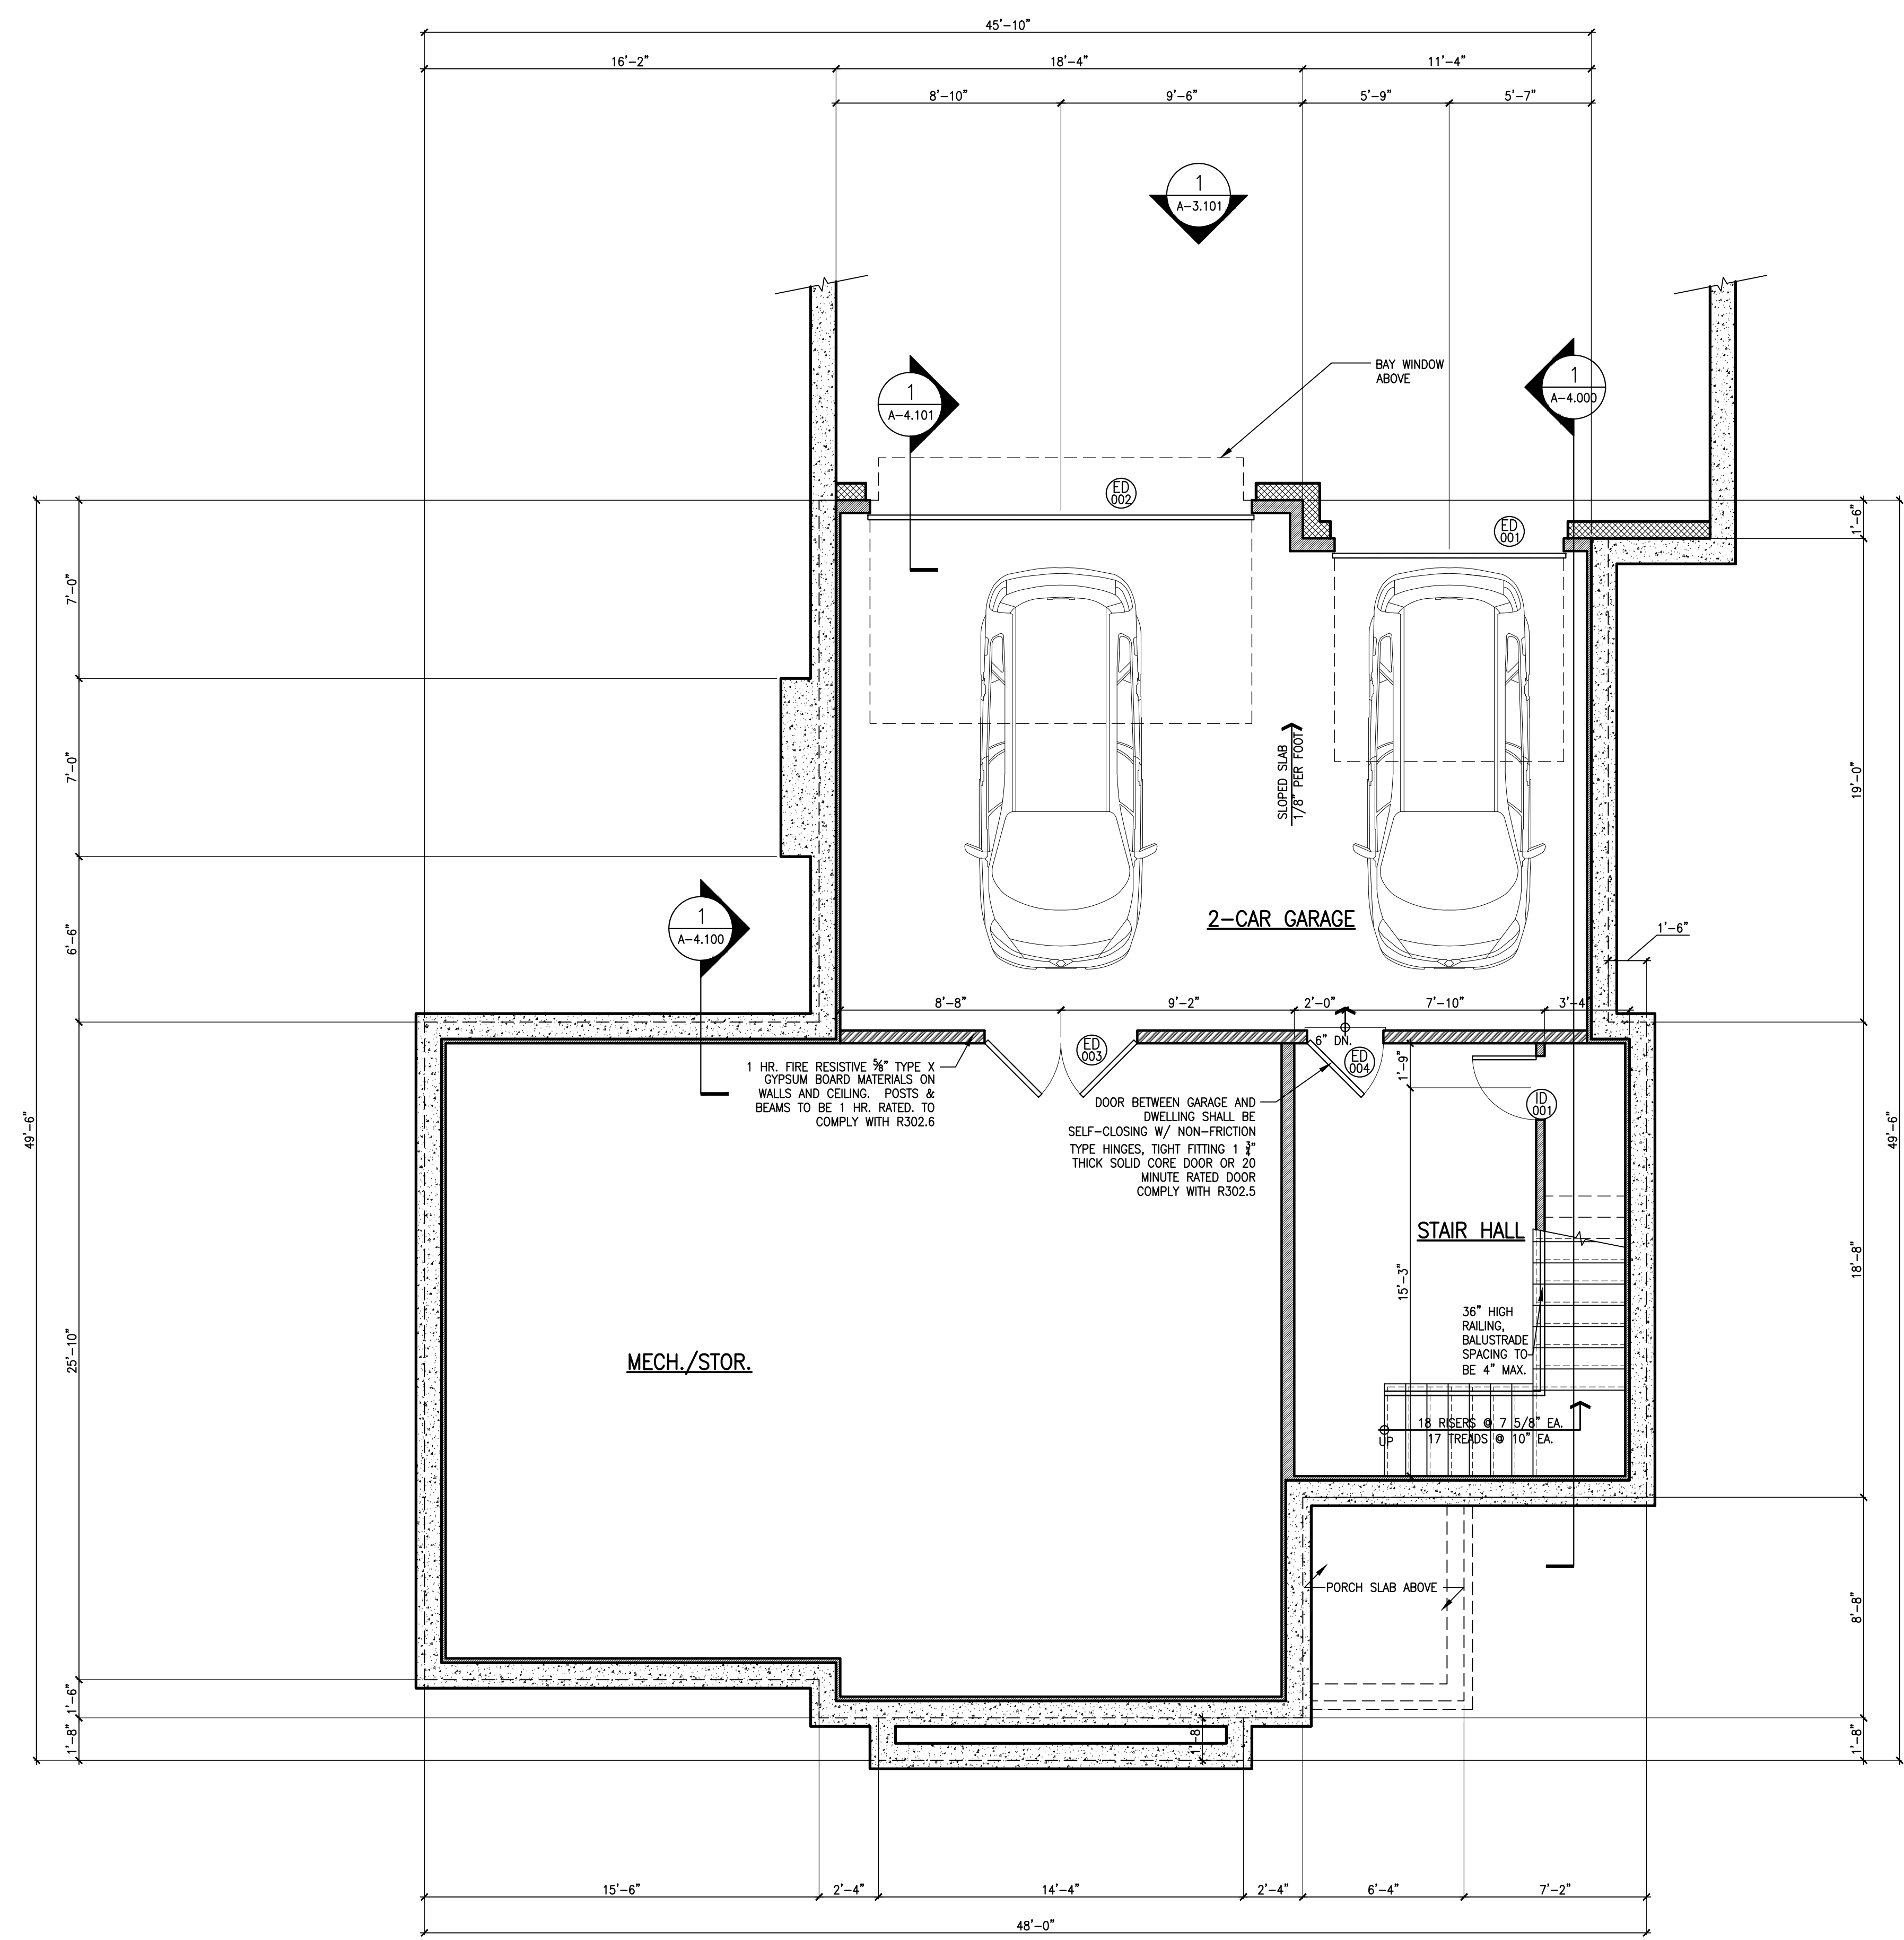 45'-10"
16'-2"
18'-4"
11'-4"
8'-10"
9'-6"
5'-9"
5'-7"
1
A-3.101
BAY WINDOW
ABOVE
1
A-4.101
1
A-4.000
ED
002
ED
001
1'-6"
7'-0"
7'-0"
6'-6"
SLOPED SLAB
1/8" PER FOOT
19'-0"
2-CAR GARAGE
1
A-4.100
1'-6"
8'-8"
9'-2"
2'-0"
7'-10"
3'-4"
6" DN.
ED
003
ED
004
1'-9"
1 HR. FIRE RESISTIVE ⅝" TYPE X
GYPSUM BOARD MATERIALS ON
WALLS AND CEILING. POSTS &
BEAMS TO BE 1 HR. RATED. TO
COMPLY WITH R302.6
DOOR BETWEEN GARAGE AND
DWELLING SHALL BE
SELF-CLOSING W/ NON-FRICTION
TYPE HINGES, TIGHT FITTING 1 ¾"
THICK SOLID CORE DOOR OR 20
MINUTE RATED DOOR
COMPLY WITH R302.5
ID
001
49'-6"
49'-6"
STAIR HALL
15'-3"
18'-8"
36" HIGH
RAILING,
BALUSTRADE
SPACING TO
BE 4" MAX.
25'-10"
MECH./STOR.
18 RISERS @ 7 5/8" EA.
UP
17 TREADS @ 10" EA.
PORCH SLAB ABOVE
8'-8"
1'-6"
1'-8"
1'-8"
1'-8"
15'-6"
2'-4"
14'-4"
2'-4"
6'-4"
7'-2"
48'-0"